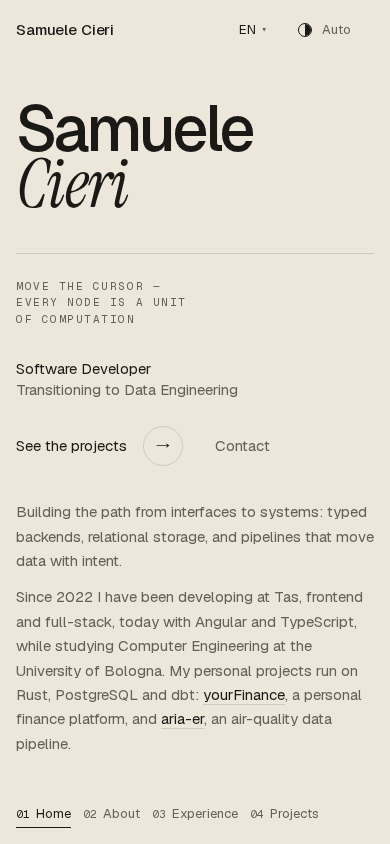 Samuele Cieri
EN ▾
Auto
Samuele
Cieri
MOVE THE CURSOR —
EVERY NODE IS A UNIT
OF COMPUTATION
Software Developer
Transitioning to Data Engineering
See the projects → Contact
Building the path from interfaces to systems: typed
backends, relational storage, and pipelines that move
data with intent.
Since 2022 I have been developing at Tas, frontend
and full-stack, today with Angular and TypeScript,
while studying Computer Engineering at the
University of Bologna. My personal projects run on
Rust, PostgreSQL and dbt: yourFinance, a personal
finance platform, and aria-er, an air-quality data
pipeline.
01 Home 02 About 03 Experience 04 Projects